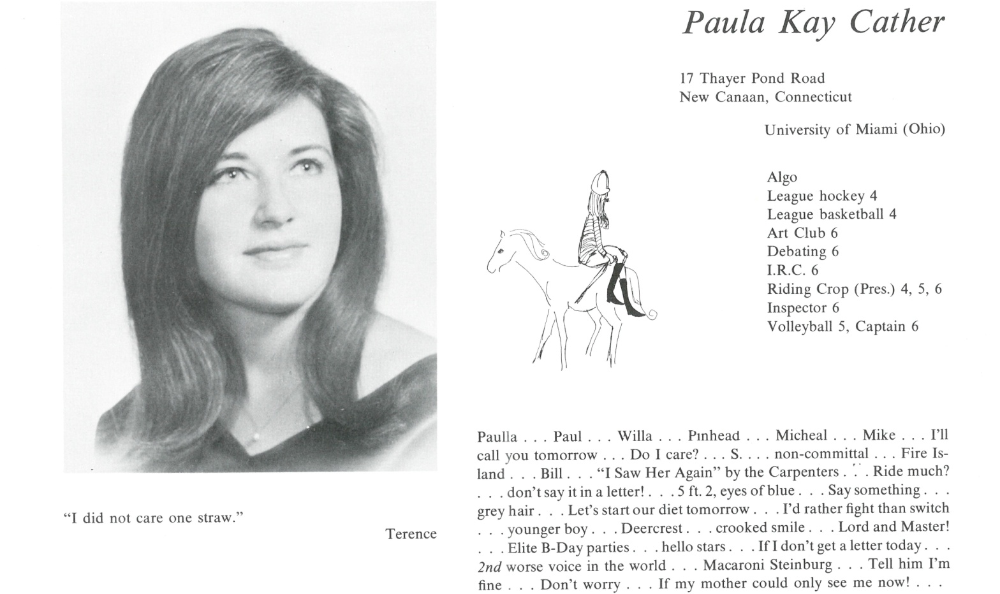 Paula Kay Cather
17 Thayer Pond Road
New Canaan, Connecticut
University of Miami (Ohio)
Algo
League hockey 4
League basketball 4
Art Club 6
Debating 6
I.R.C. 6
Riding Crop (Pres.) 4, 5, 6
Inspector 6
Volleyball 5, Captain 6
"I did not care one straw."
Terence
Paulla . . . Paul . . . Willa . . . Pinhead . . . Micheal . . . Mike . . . I'll
call you tomorrow . . . Do I care? . . . S. . . . non-committal . . . Fire Is-
land . . . Bill . . . "I Saw Her Again" by the Carpenters . . . Ride much?
. . . don't say it in a letter! . . . 5 ft. 2, eyes of blue . . . Say something . . .
grey hair . . . Let's start our diet tomorrow . . . I'd rather fight than switch
. . . younger boy . . . Deercrest . . . crooked smile . . . Lord and Master!
. . . Elite B-Day parties . . . hello stars . . . If I don't get a letter today . . .
2nd worse voice in the world . . . Macaroni Steinburg . . . Tell him I'm
fine . . . Don't worry . . . If my mother could only see me now! . . .